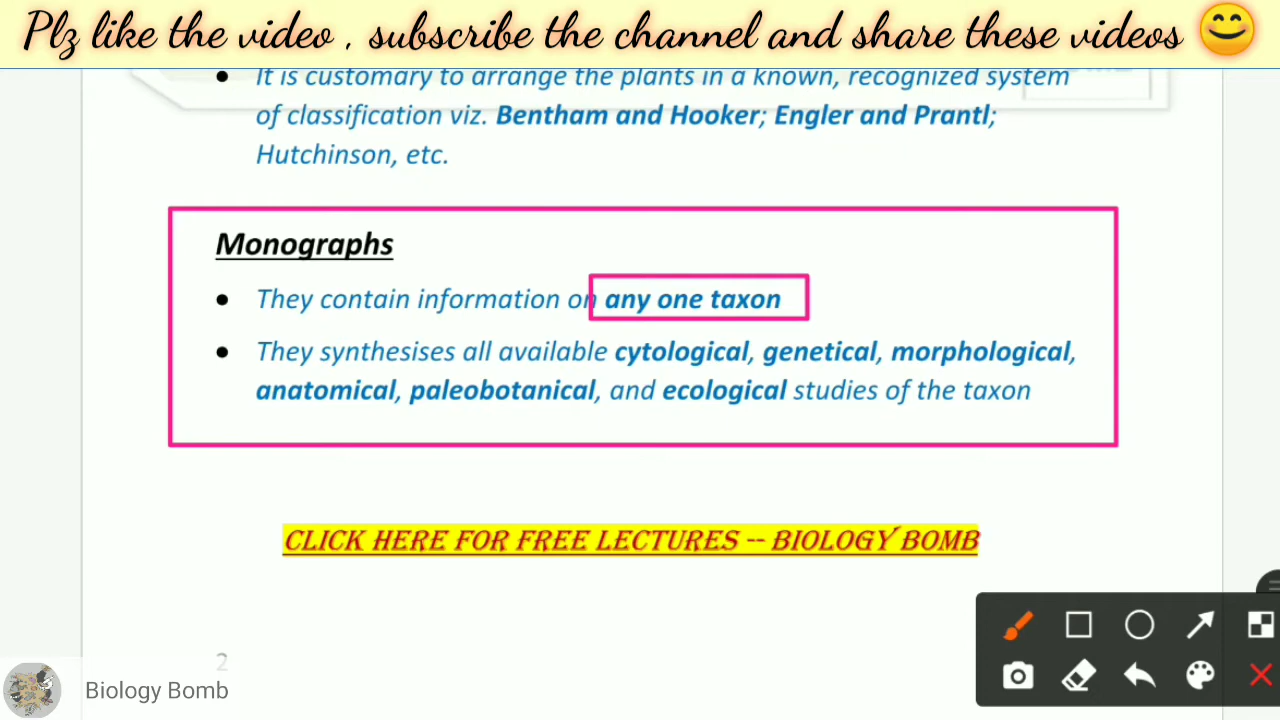 Plz like the video , subscribe the channel and share these videos
• It is customary to arrange the plants in a known, recognized system
of classification viz. Bentham and Hooker; Engler and Prantl;
Hutchinson, etc.
Monographs
• They contain information on any one taxon
• They synthesises all available cytological, genetical, morphological,
anatomical, paleobotanical, and ecological studies of the taxon
CLICK HERE FOR FREE LECTURES -- BIOLOGY BOMB
2
Biology Bomb